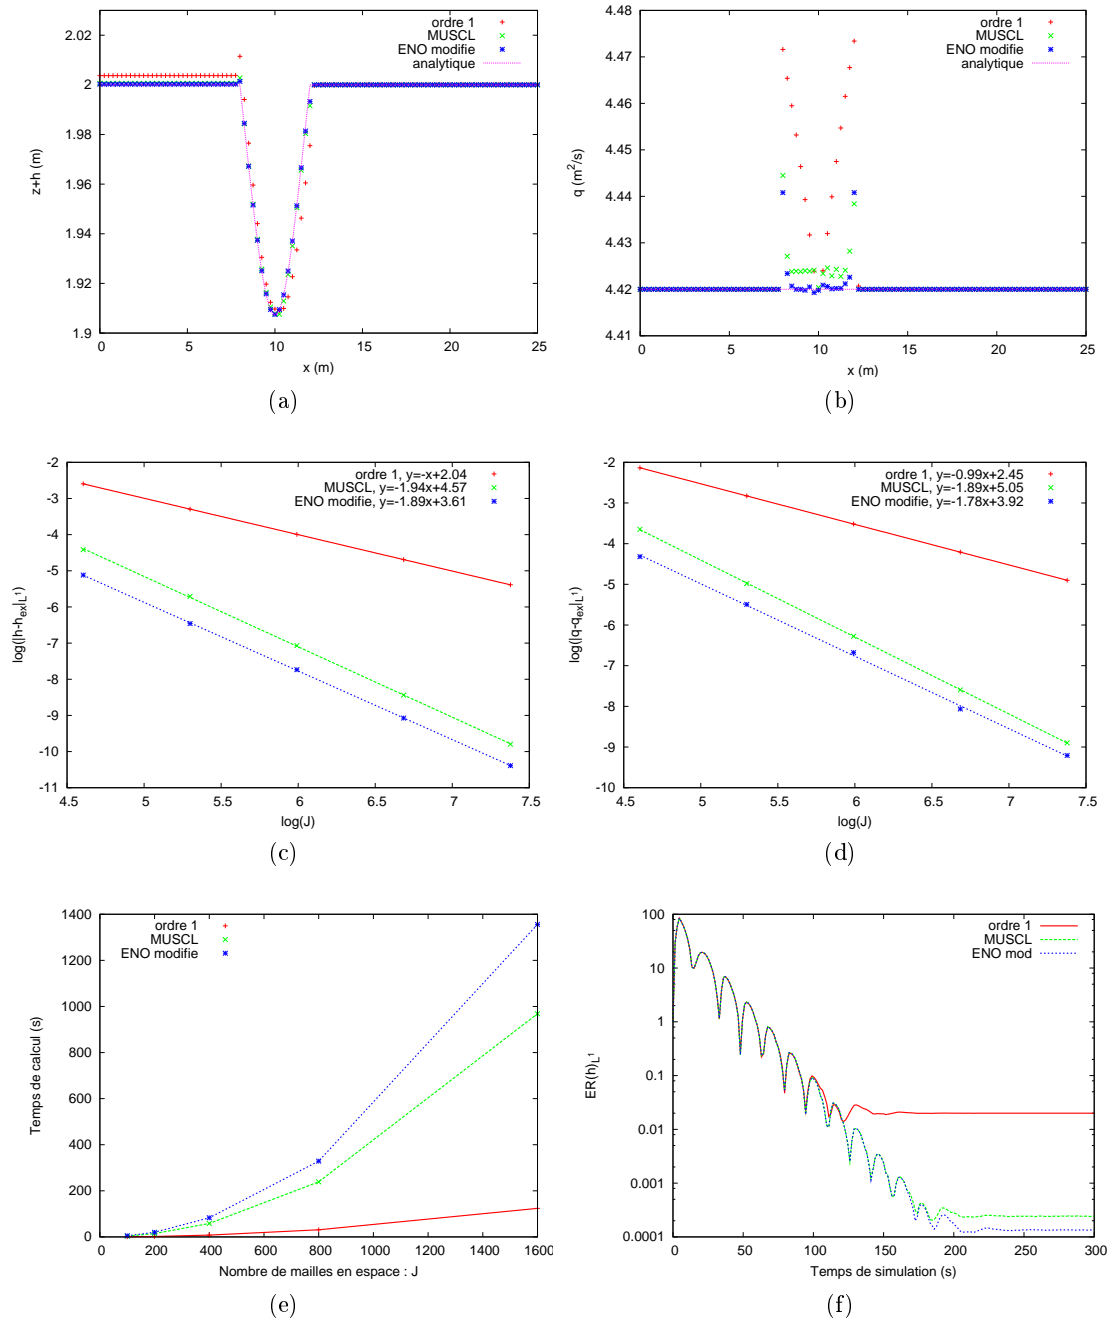 2.02
2
1.98
1.96
1.94
1.92
1.9
z+h (m)
ordre 1
MUSCL
ENO modifie
analytique
0 5 10 15 20 25
x (m)
(a)
4.48
4.47
4.46
4.45
4.44
4.43
4.42
4.41
q (m²/s)
ordre 1
MUSCL
ENO modifie
analytique
0 5 10 15 20 25
x (m)
(b)
-2
-3
-4
-5
-6
-7
-8
-9
-10
-11
log(|h-h_ex|_L¹)
ordre 1, y=-x+2.04
MUSCL, y=-1.94x+4.57
ENO modifie, y=-1.89x+3.61
4.5 5 5.5 6 6.5 7 7.5
log(J)
(c)
-2
-3
-4
-5
-6
-7
-8
-9
-10
log(|q-q_ex|_L¹)
ordre 1, y=-0.99x+2.45
MUSCL, y=-1.89x+5.05
ENO modifie, y=-1.78x+3.92
4.5 5 5.5 6 6.5 7 7.5
log(J)
(d)
1400
1200
1000
800
600
400
200
0
Temps de calcul (s)
ordre 1
MUSCL
ENO modifie
0 200 400 600 800 1000 1200 1400 1600
Nombre de mailles en espace : J
(e)
100
10
1
0.1
0.01
0.001
0.0001
ER(h)_L¹
ordre 1
MUSCL
ENO mod
0 50 100 150 200 250 300
Temps de simulation (s)
(f)